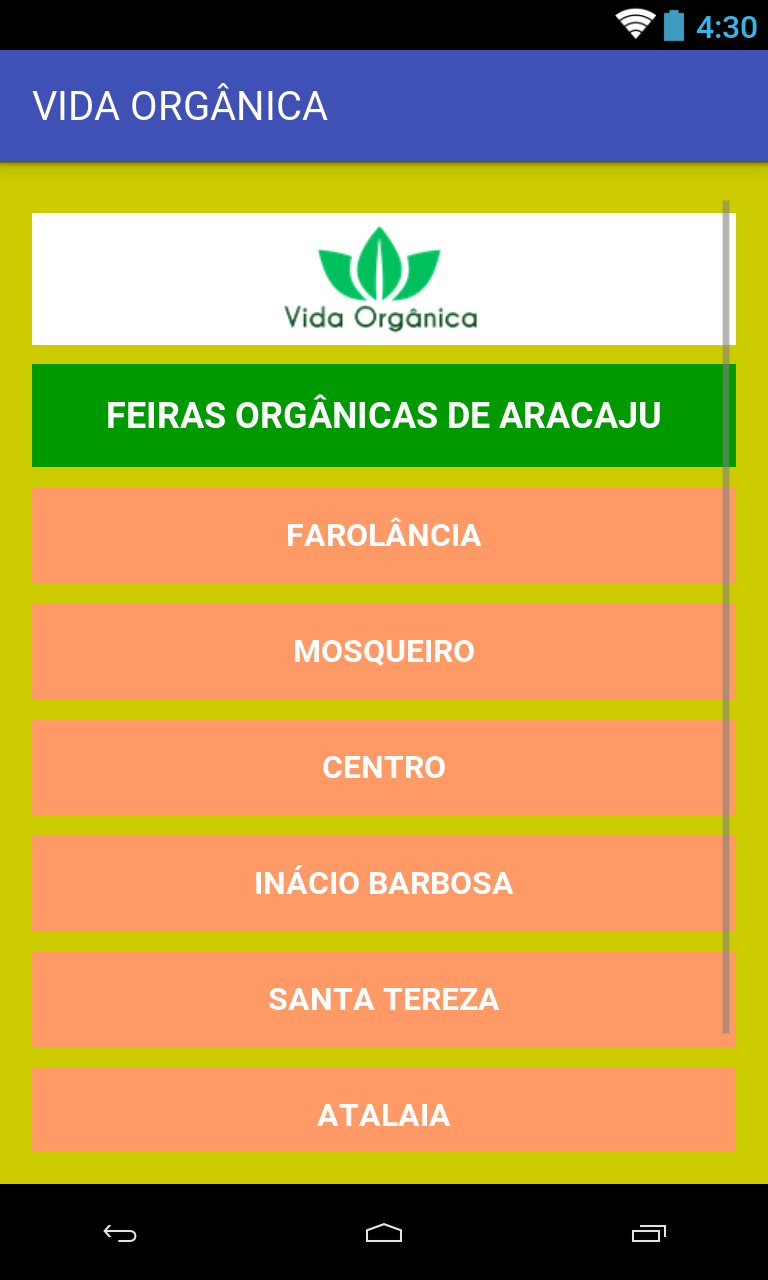 4:30
VIDA ORGÂNICA
Vida Orgânica
FEIRAS ORGÂNICAS DE ARACAJU
FAROLÂNCIA
MOSQUEIRO
CENTRO
INÁCIO BARBOSA
SANTA TEREZA
ATALAIA